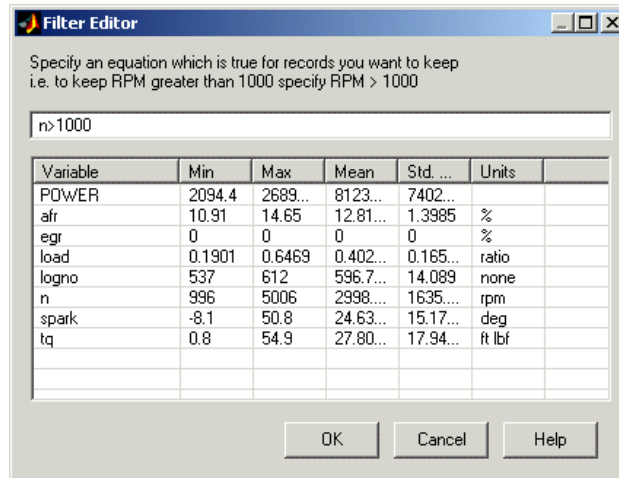 Filter Editor
Specify an equation which is true for records you want to keep
i.e. to keep RPM greater than 1000 specify RPM > 1000
n>1000
Variable Min Max Mean Std. ... Units
POWER 2094.4 2689... 8123... 7402...
afr 10.91 14.65 12.81... 1.3985 %
egr 0 0 0 0 %
load 0.1901 0.6469 0.402... 0.165... ratio
logno 537 612 596.7... 14.089 none
n 996 5006 2998.... 1635.... rpm
spark -8.1 50.8 24.63... 15.17... deg
tq 0.8 54.9 27.80... 17.94... ft lbf
OK Cancel Help